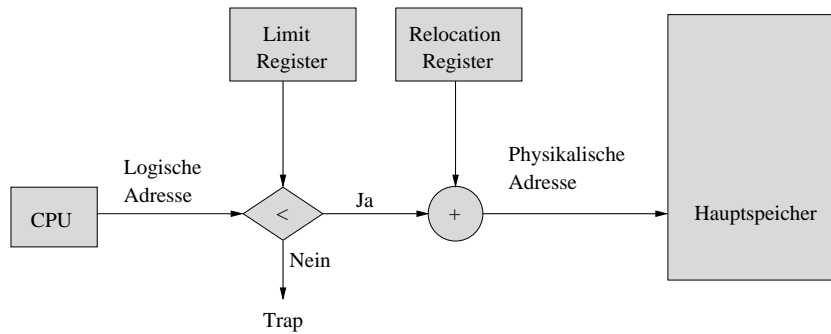 Limit
Register
Relocation
Register
Logische
Adresse
Physikalische
Adresse
CPU
<
Ja
+
Hauptspeicher
Nein
Trap